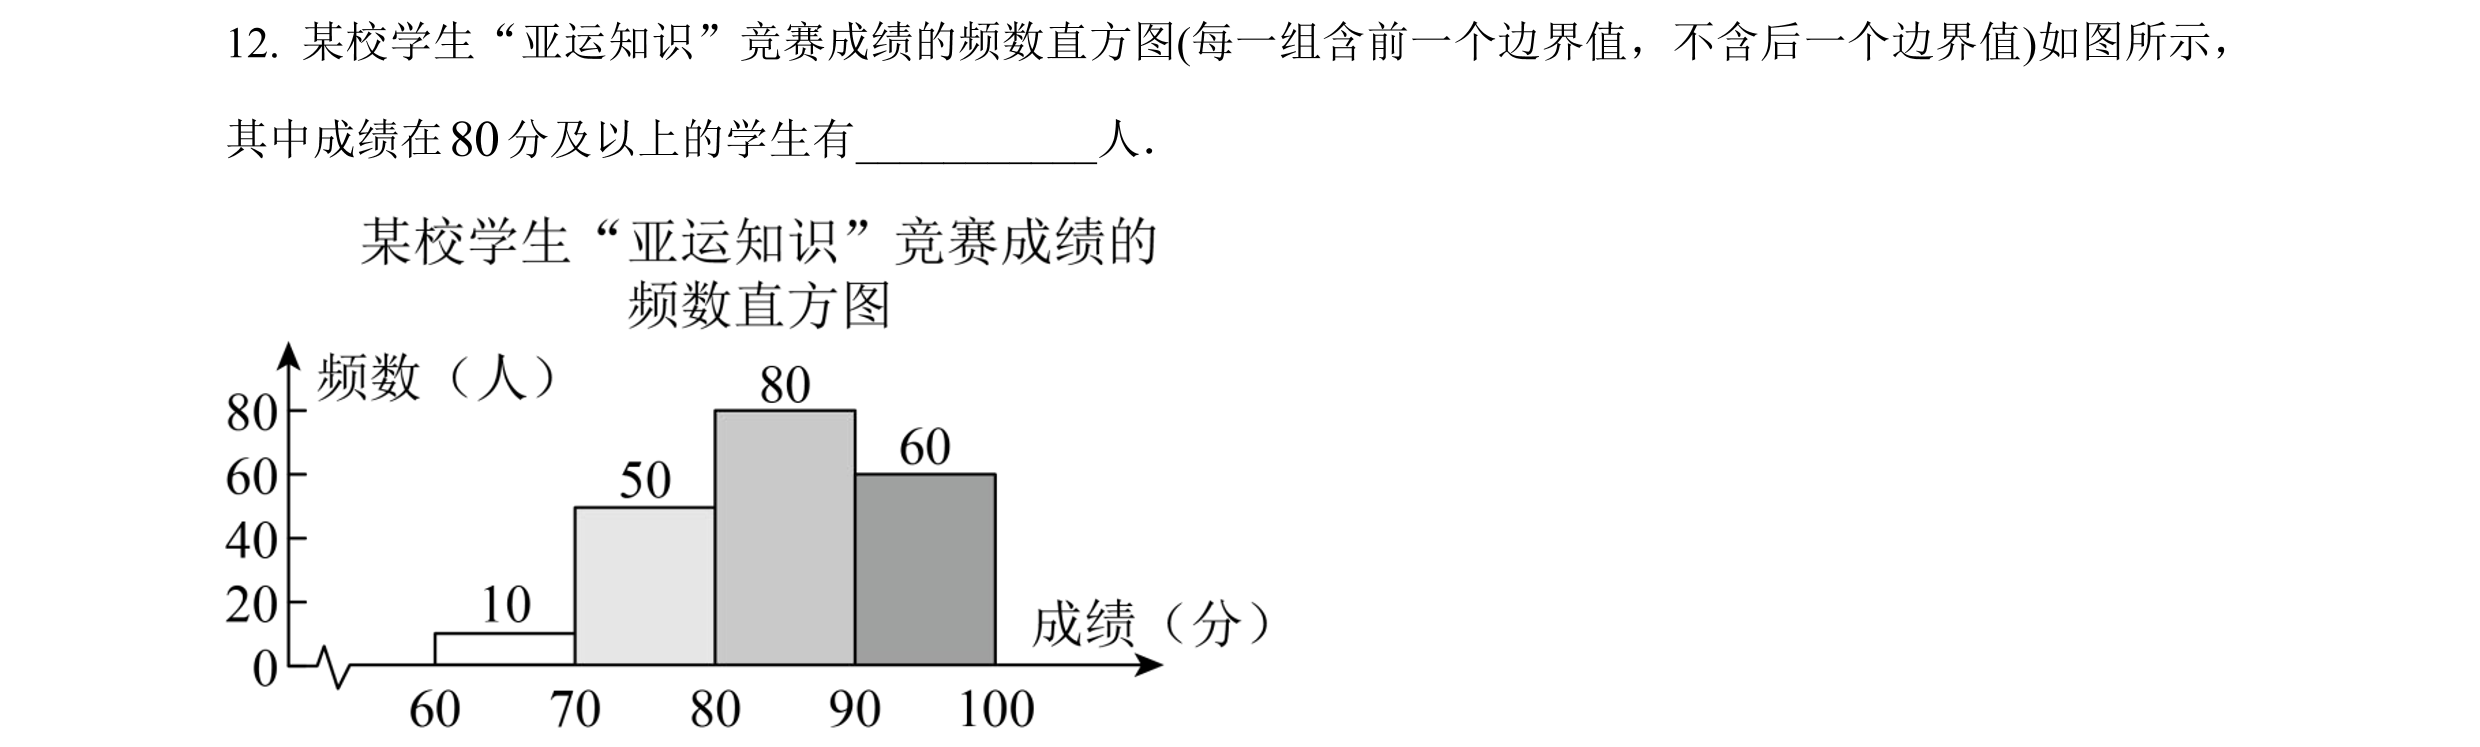 12. 某校学生“亚运知识”竞赛成绩的频数直方图(每一组含前一个边界值，不含后一个边界值)如图所示，
其中成绩在80分及以上的学生有___________人.
某校学生“亚运知识”竞赛成绩的
频数直方图
频数（人）
80
80
60
60
50
40
20
10
成绩（分）
0
60 70 80 90 100